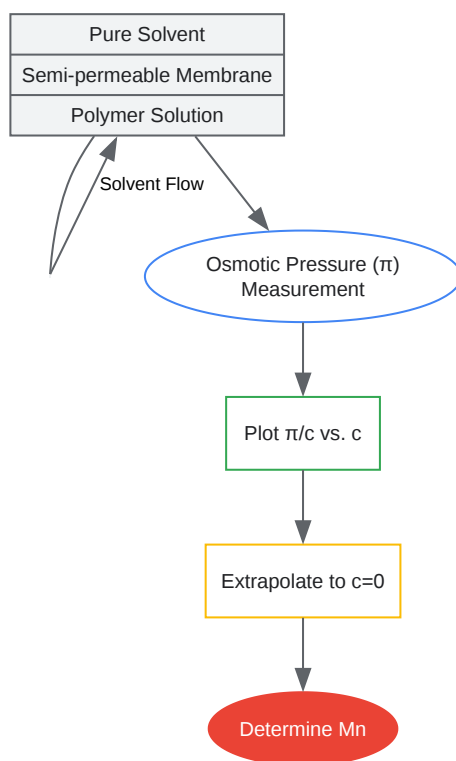 Pure Solvent
Semi-permeable Membrane
Polymer Solution
Solvent Flow
Osmotic Pressure (π)
Measurement
Plot π/c vs. c
Extrapolate to c=0
Determine Mn